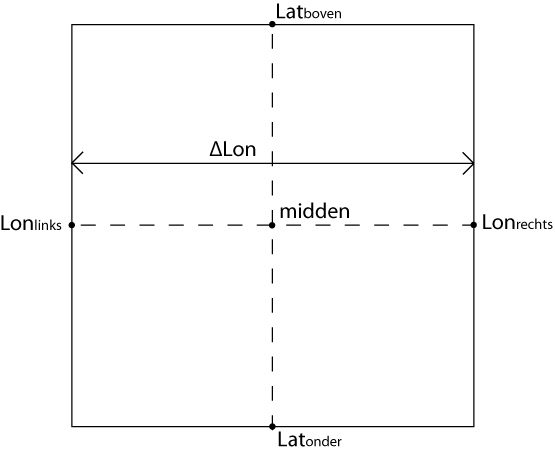 Latboven
ΔLon
midden
Lonlinks
Lonrechts
Latonder